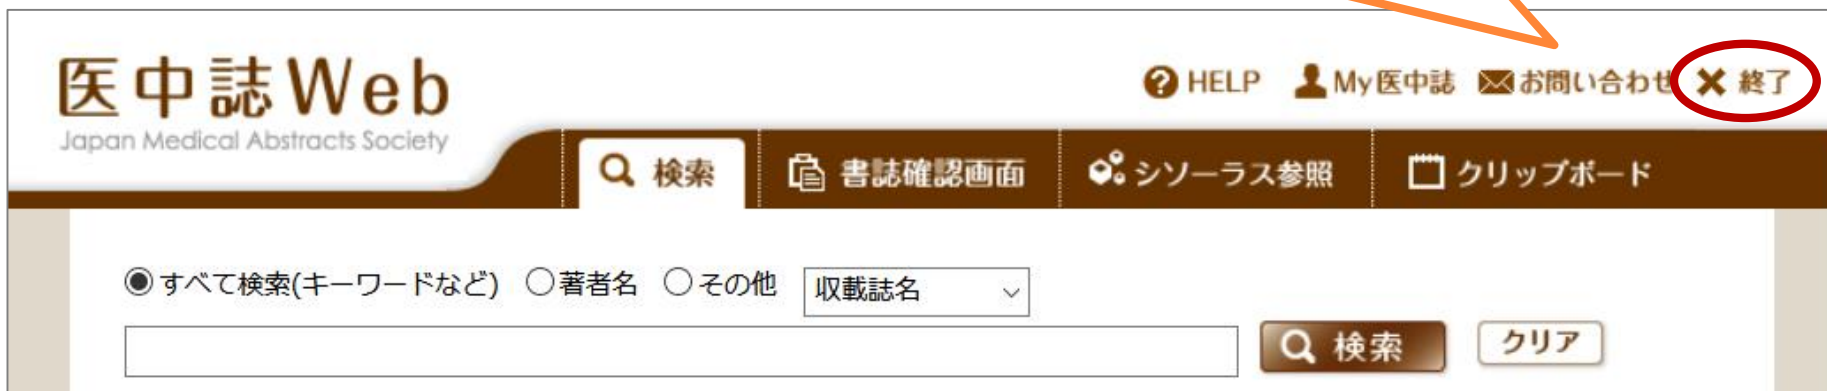 医中誌Web
Japan Medical Abstracts Society
HELP My医中誌 お問い合わせ 終了
検索 書誌確認画面 シソーラス参照 クリップボード
すべて検索(キーワードなど) 著者名 その他 収載誌名
検索 クリア